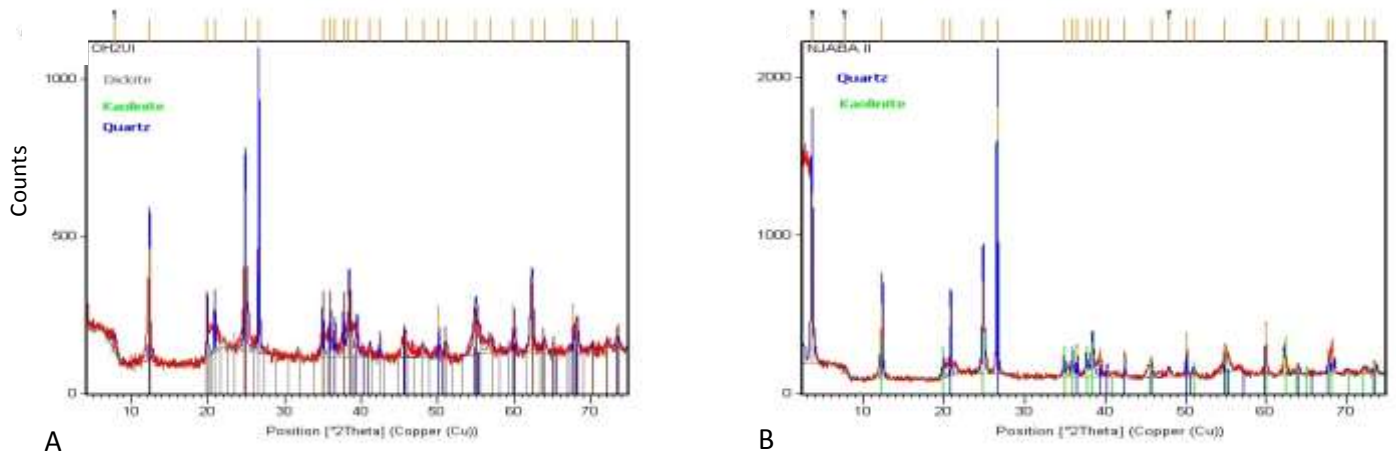 OH2UI
Dickite
Kaolinite
Quartz
Counts
1000
500
0
10 20 30 40 50 60 70
Position [°2Theta] (Copper (Cu))
A
NJABA II
Quartz
Kaolinite
2000
1000
0
10 20 30 40 50 60 70
Position [°2Theta] (Copper (Cu))
B